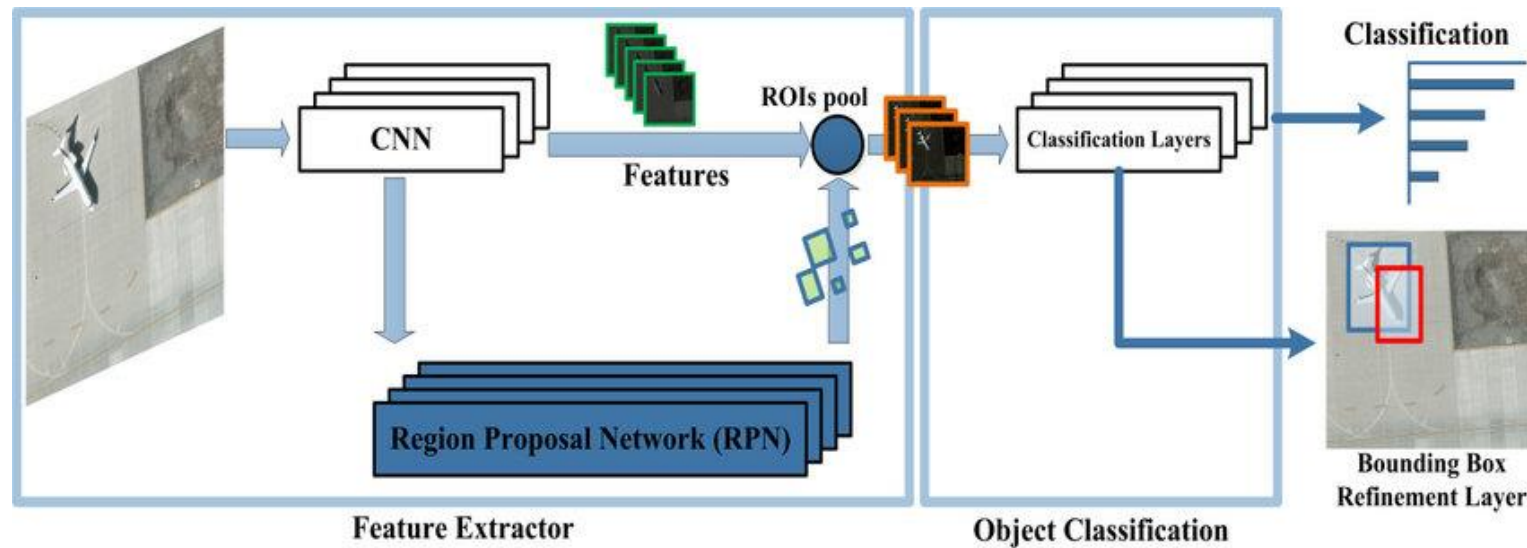 Classification
ROIs pool
CNN
Classification Layers
Features
Region Proposal Network (RPN)
Bounding Box
Refinement Layer
Feature Extractor
Object Classification